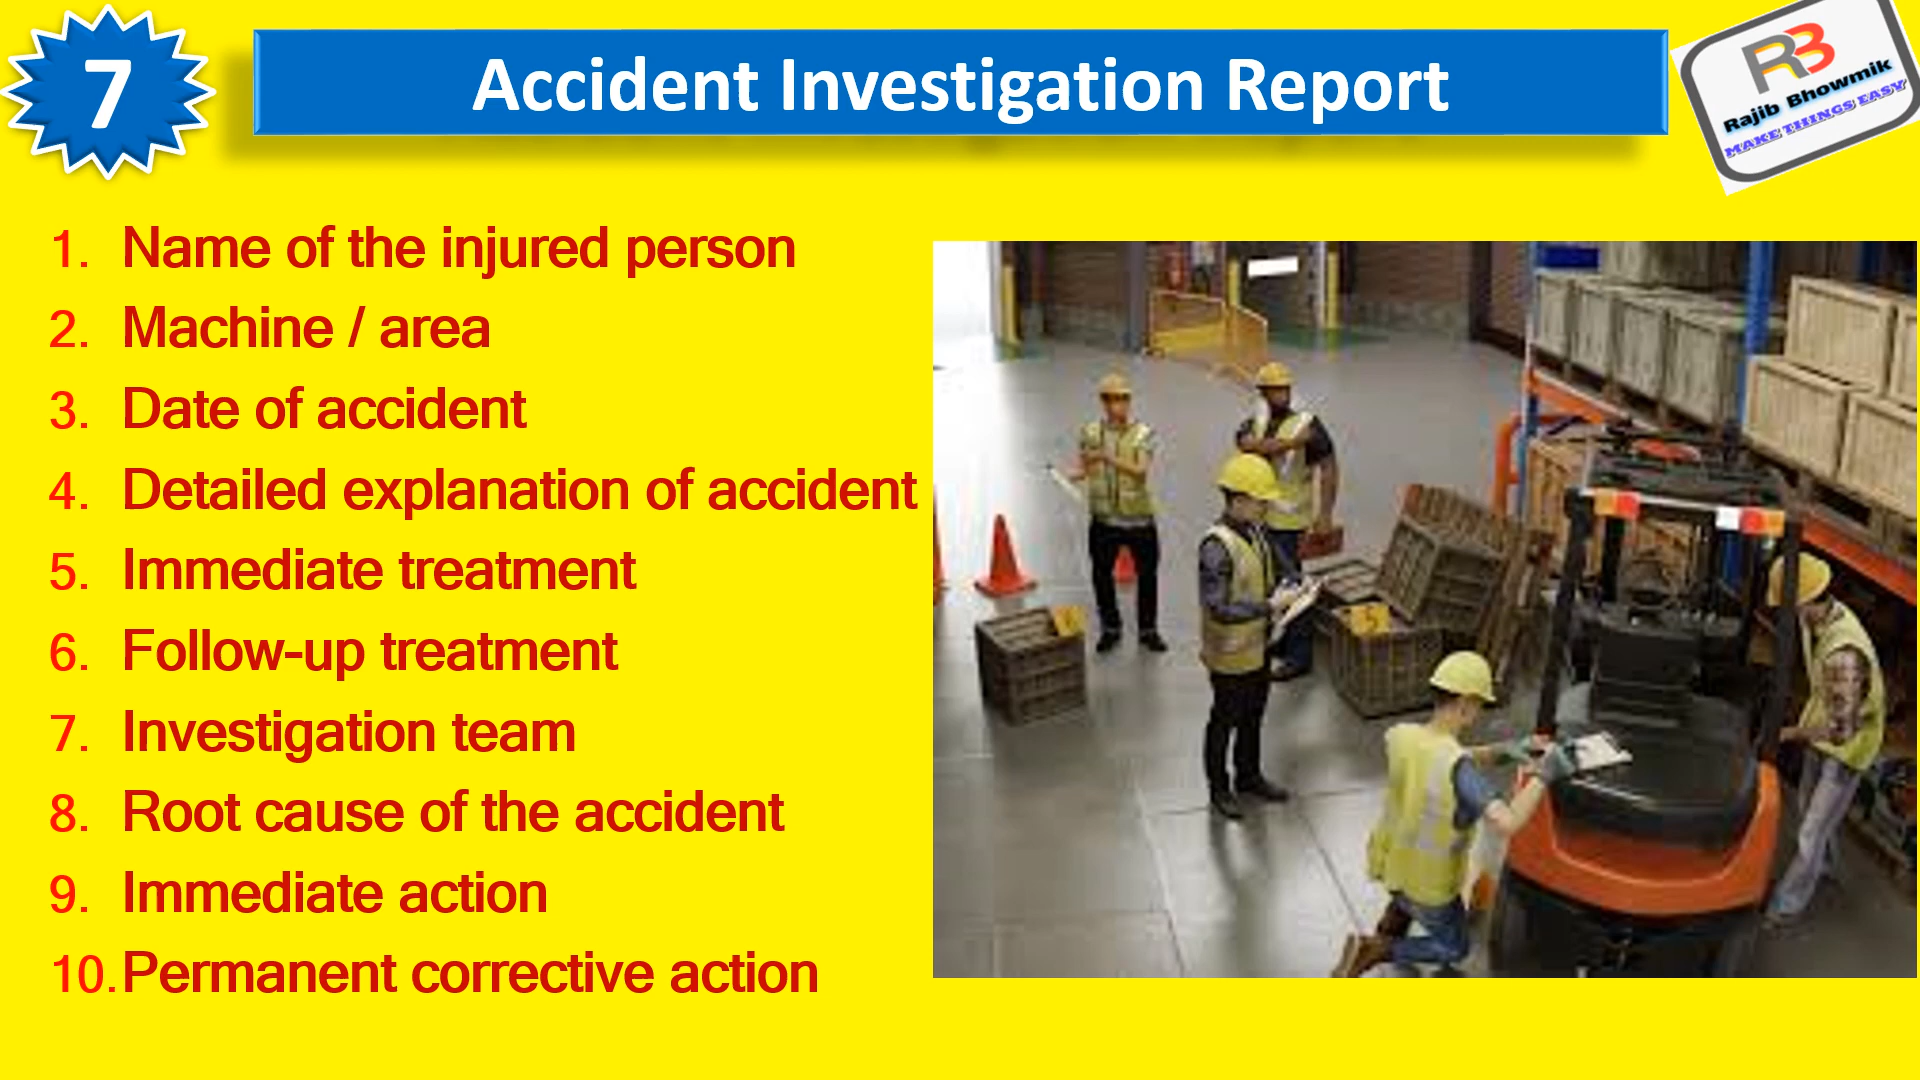 7
Accident Investigation Report
RB
Rajib Bhowmik
MAKE THINGS EASY
1. Name of the injured person
2. Machine / area
3. Date of accident
4. Detailed explanation of accident
5. Immediate treatment
6. Follow-up treatment
7. Investigation team
8. Root cause of the accident
9. Immediate action
10. Permanent corrective action